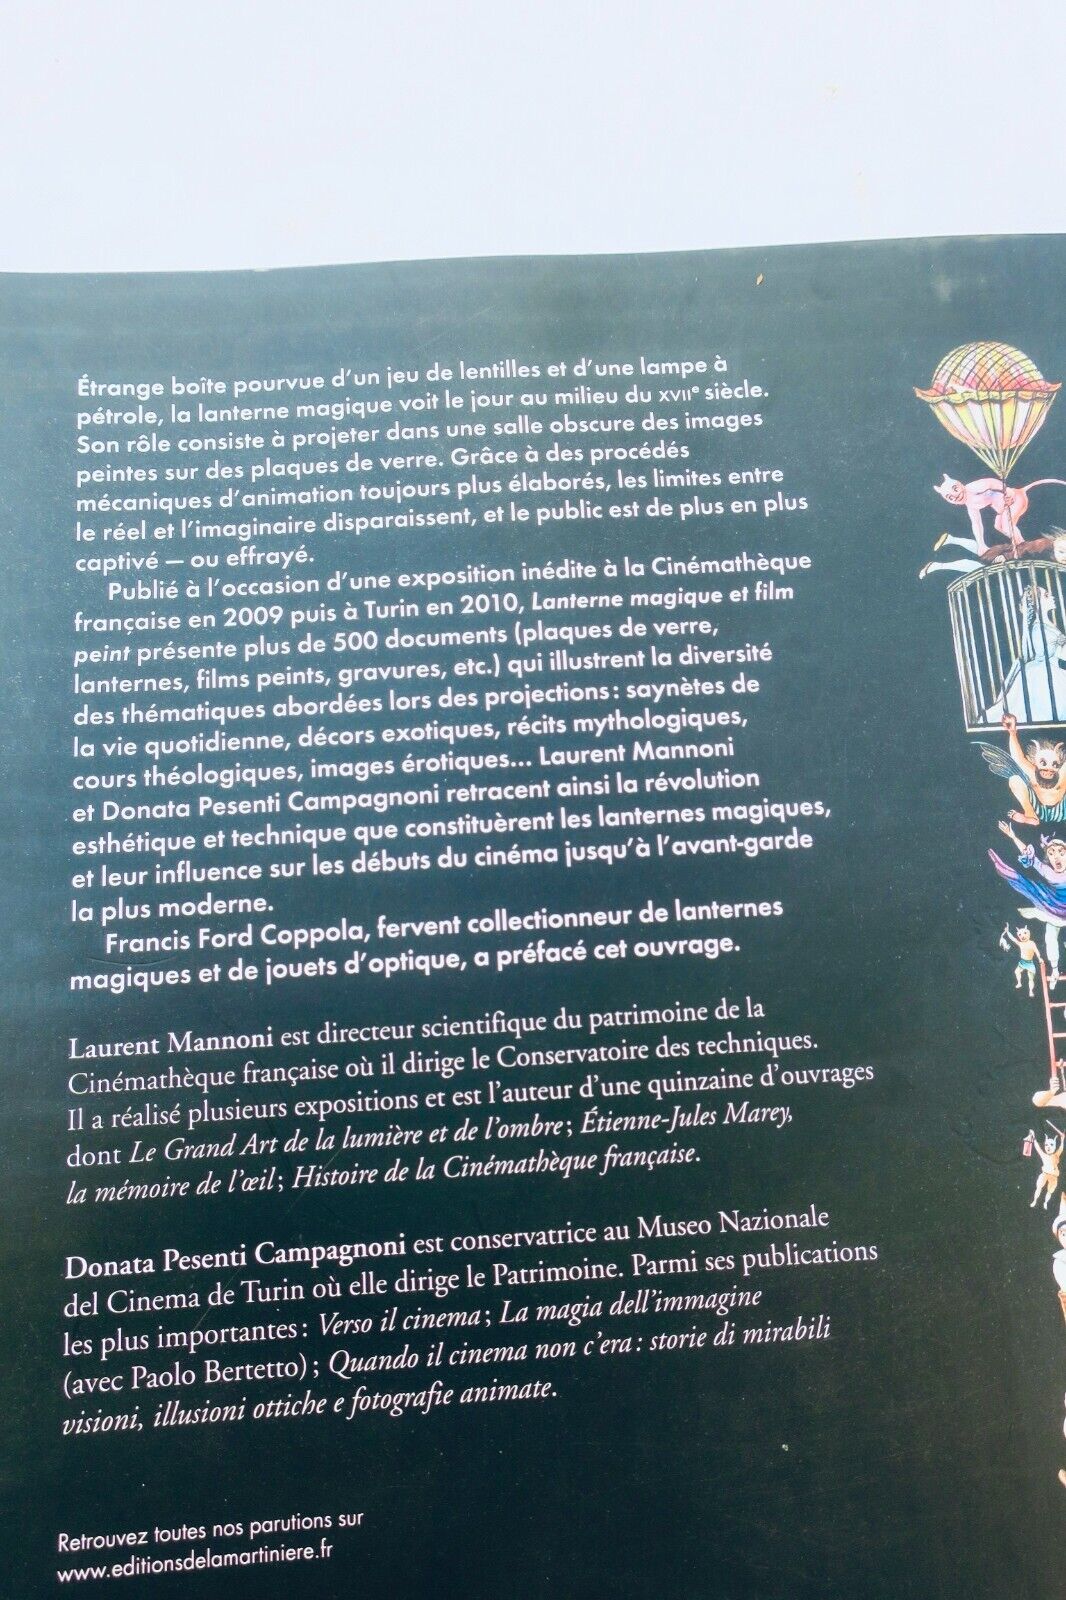 Étrange boîte pourvue d'un jeu de lentilles et d'une lampe à
pétrole, la lanterne magique voit le jour au milieu du XVIIe siècle.
Son rôle consiste à projeter dans une salle obscure des images
peintes sur des plaques de verre. Grâce à des procédés
mécaniques d'animation toujours plus élaborés, les limites entre
le réel et l'imaginaire disparaissent, et le public est de plus en plus
captivé — ou effrayé.
Publié à l'occasion d'une exposition inédite à la Cinémathèque
française en 2009 puis à Turin en 2010, Lanterne magique et film
peint présente plus de 500 documents (plaques de verre,
lanternes, films peints, gravures, etc.) qui illustrent la diversité
des thématiques abordées lors des projections : saynètes de
la vie quotidienne, décors exotiques, récits mythologiques,
cours théologiques, images érotiques... Laurent Mannoni
et Donata Pesenti Campagnoni retracent ainsi la révolution
esthétique et technique que constituèrent les lanternes magiques,
et leur influence sur les débuts du cinéma jusqu'à l'avant-garde
la plus moderne.
Francis Ford Coppola, fervent collectionneur de lanternes
magiques et de jouets d'optique, a préfacé cet ouvrage.
Laurent Mannoni est directeur scientifique du patrimoine de la
Cinémathèque française où il dirige le Conservatoire des techniques.
Il a réalisé plusieurs expositions et est l'auteur d'une quinzaine d'ouvrages
dont Le Grand Art de la lumière et de l'ombre ; Étienne-Jules Marey,
la mémoire de l'œil ; Histoire de la Cinémathèque française.
Donata Pesenti Campagnoni est conservatrice au Museo Nazionale
del Cinema de Turin où elle dirige le Patrimoine. Parmi ses publications
les plus importantes : Verso il cinema ; La magia dell'immagine
(avec Paolo Bertetto) ; Quando il cinema non c'era : storie di mirabili
visioni, illusioni ottiche e fotografie animate.
Retrouvez toutes nos parutions sur
www.editionsdelamartiniere.fr